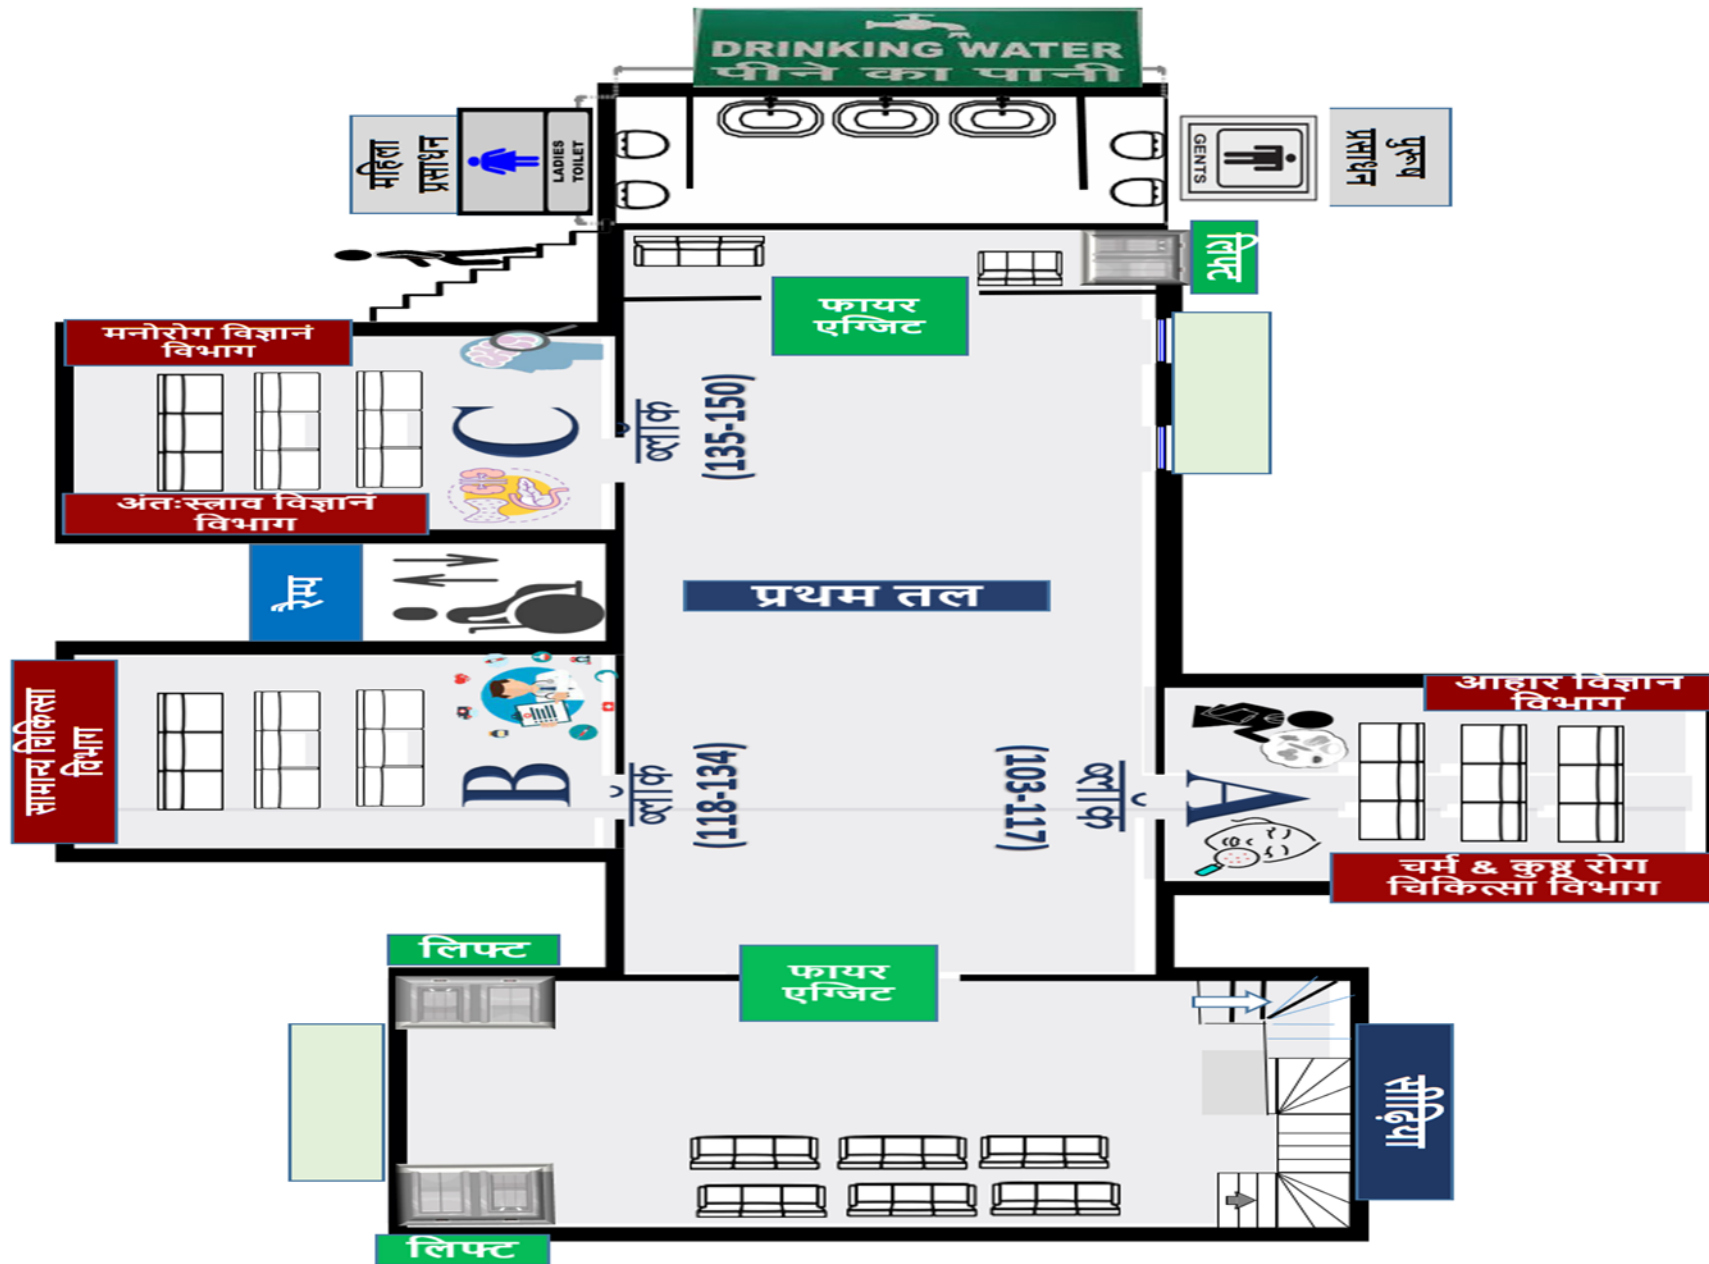 DRINKING WATER
पीने का पानी
महिला
प्रसाधन
LADIES
TOILET
GENTS
पुरूष
प्रसाधन
लिफ्ट
फायर
एग्जिट
मनोरोग विज्ञानं
विभाग
C
ब्लॉक
(135-150)
अंतःस्त्राव विज्ञानं
विभाग
रैम्प
प्रथम तल
सामान्य चिकित्सा
विभाग
B
ब्लॉक
(118-134)
(103-117)
ब्लॉक
A
आहार विज्ञान
विभाग
चर्म & कुष्ठ रोग
चिकित्सा विभाग
लिफ्ट
फायर
एग्जिट
सीढ़िया
लिफ्ट